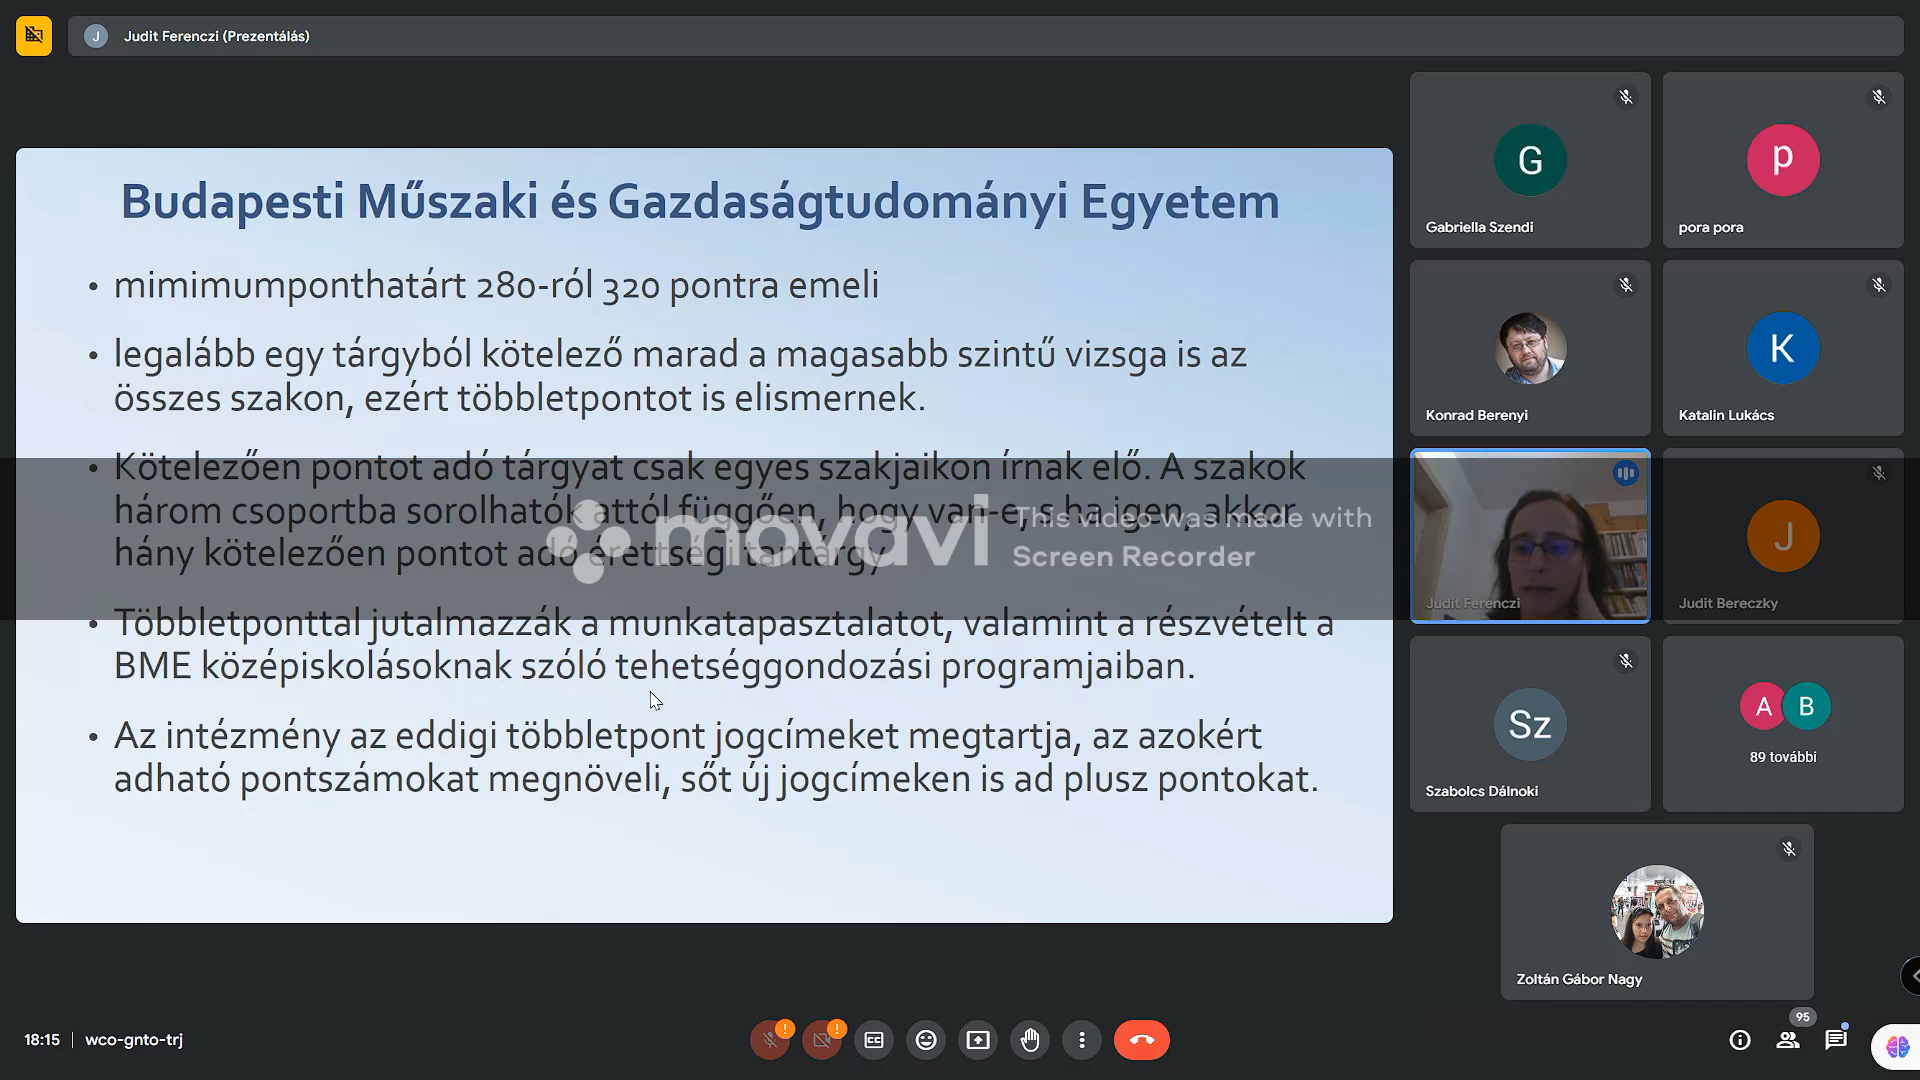 J
Judit Ferenczi (Prezentálás)
Budapesti Műszaki és Gazdaságtudományi Egyetem
• mimimumponthatárt 280-ról 320 pontra emeli
• legalább egy tárgyból kötelező marad a magasabb szintű vizsga is az
összes szakon, ezért többletpontot is elismernek.
• Kötelezően pontot adó tárgyat csak egyes szakjaikon írnak elő. A szakok
három csoportba sorolhatók attól függően, hogy van-e, s ha igen, akkor
hány kötelezően pontot adó érettségi tantárgy
• Többletponttal jutalmazzák a munkatapasztalatot, valamint a részvételt a
BME középiskolásoknak szóló tehetséggondozási programjaiban.
• Az intézmény az eddigi többletpont jogcímeket megtartja, az azokért
adható pontszámokat megnöveli, sőt új jogcímeken is ad plusz pontokat.
movavi
This video was made with
Screen Recorder
G
Gabriella Szendi
p
pora pora
Konrad Berenyi
K
Katalin Lukács
Judit Ferenczi
J
Judit Bereczky
Sz
Szabolcs Dálnoki
A
B
89 további
Zoltán Gábor Nagy
18:15
wco-gnto-trj
95